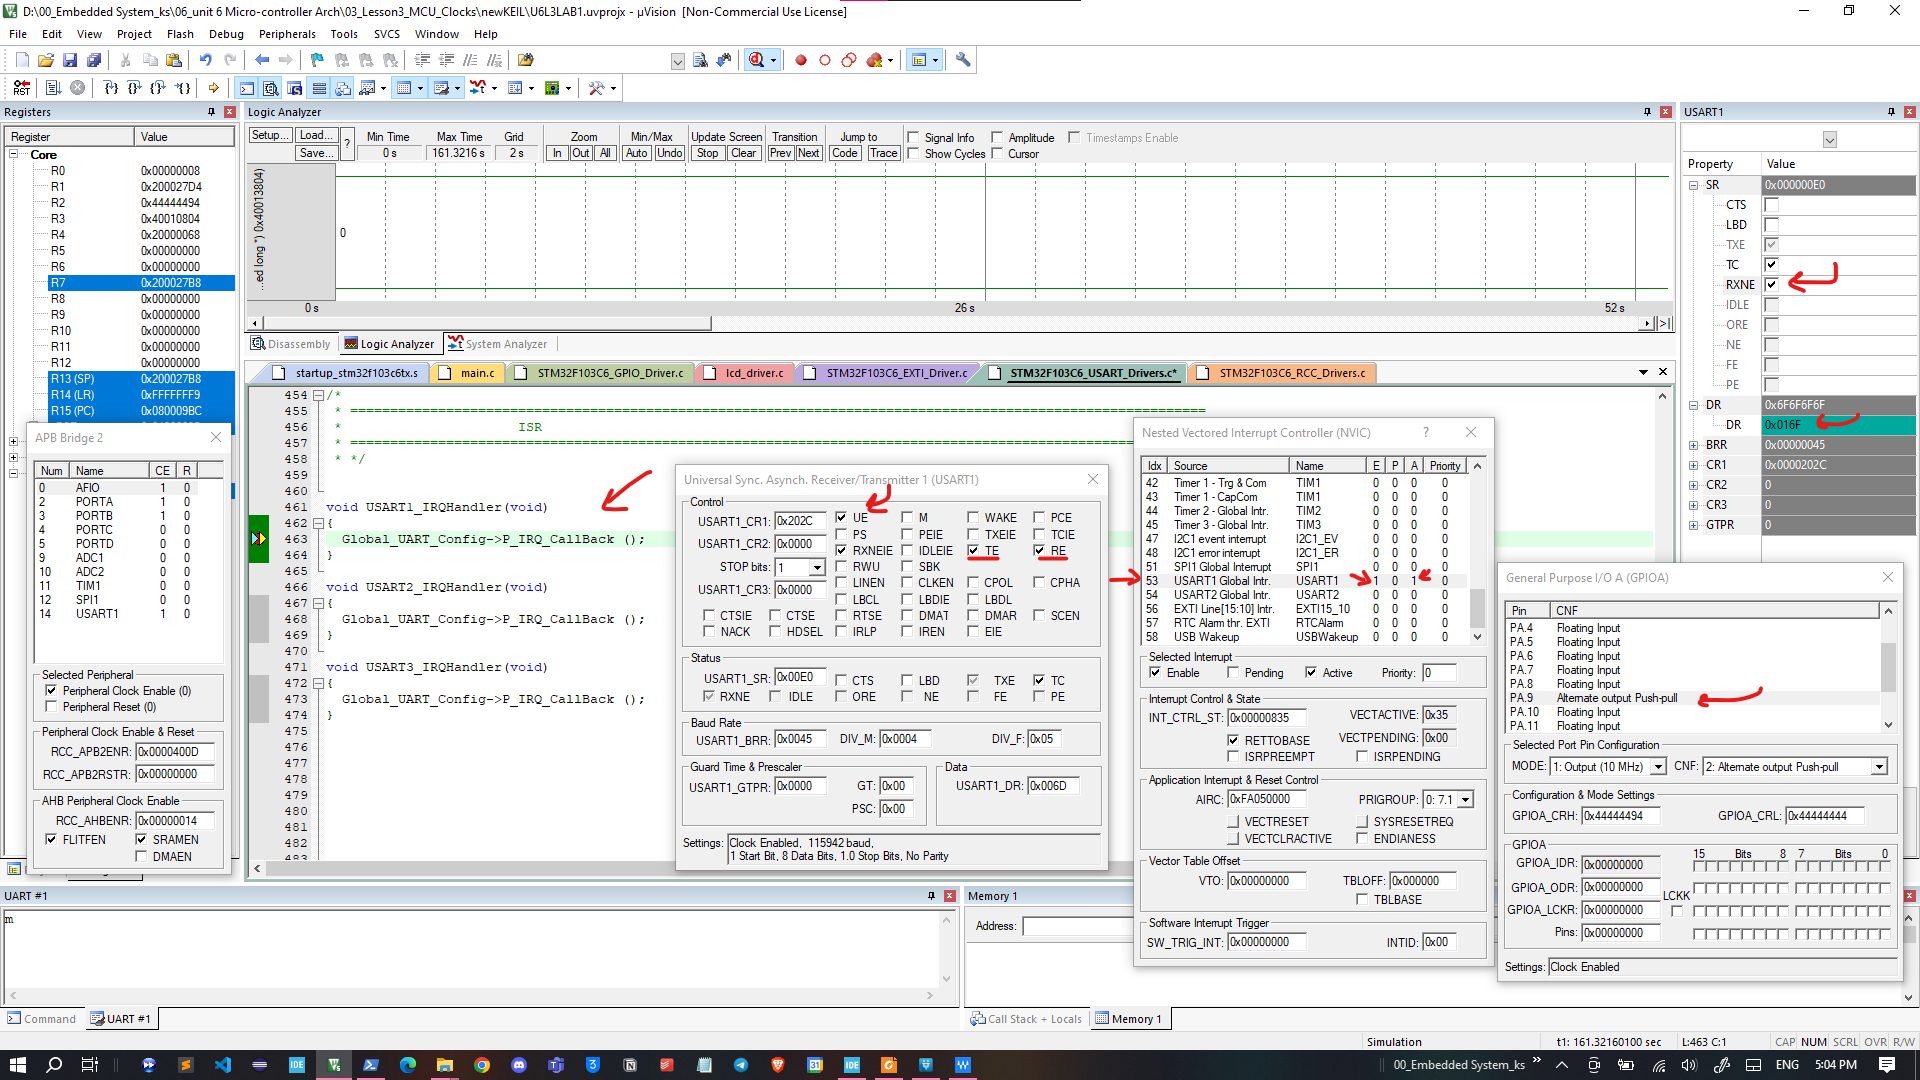 D:\00_Embedded System_ks\06_unit 6 Micro-controller Arch\03_Lesson3_MCU_Clocks\newKEIL\U6L3LAB1.uvprojx - µVision [Non-Commercial Use License]
File Edit View Project Flash Debug Peripherals Tools SVCS Window Help
Registers
Register Value
Core
R0 0x00000008
R1 0x200027D4
R2 0x44444494
R3 0x40010804
R4 0x20000068
R5 0x00000000
R6 0x00000000
R7 0x200027B8
R8 0x00000000
R9 0x00000000
R10 0x00000000
R11 0x00000000
R12 0x00000000
R13 (SP) 0x200027B8
R14 (LR) 0xFFFFFFF9
R15 (PC) 0x080009BC
Logic Analyzer
Setup... Load... Save... ?
Min Time Max Time Grid Zoom Min/Max Update Screen Transition Jump to
0 s 161.3216 s 2 s In Out All Auto Undo Stop Clear Prev Next Code Trace
Signal Info Amplitude Timestamps Enable
Show Cycles Cursor
...ed long *) 0x40013804)
0
0 s 26 s 52 s
Disassembly Logic Analyzer System Analyzer
startup_stm32f103c6tx.s main.c STM32F103C6_GPIO_Driver.c lcd_driver.c STM32F103C6_EXTI_Driver.c STM32F103C6_USART_Drivers.c* STM32F103C6_RCC_Drivers.c
454 /*
455 *
456 * ISR
457 *
458 * */
459
460
461 void USART1_IRQHandler(void)
462 {
463 Global_UART_Config->P_IRQ_CallBack ();
464 }
465
466 void USART2_IRQHandler(void)
467 {
468 Global_UART_Config->P_IRQ_CallBack ();
469 }
470
471 void USART3_IRQHandler(void)
472 {
473 Global_UART_Config->P_IRQ_CallBack ();
474 }
475
476
477
478
479
480
481
482
483
APB Bridge 2
Num Name CE R
0 AFIO 1 0
2 PORTA 1 0
3 PORTB 1 0
4 PORTC 0 0
5 PORTD 0 0
9 ADC1 0 0
10 ADC2 0 0
11 TIM1 0 0
12 SPI1 0 0
14 USART1 1 0
Selected Peripheral
Peripheral Clock Enable (0)
Peripheral Reset (0)
Peripheral Clock Enable & Reset
RCC_APB2ENR: 0x0000400D
RCC_APB2RSTR: 0x00000000
AHB Peripheral Clock Enable
RCC_AHBENR: 0x00000014
FLITFEN SRAMEN
DMAEN
Universal Sync. Asynch. Receiver/Transmitter 1 (USART1)
Control
USART1_CR1: 0x202C UE M WAKE PCE
PS PEIE TXEIE TCIE
USART1_CR2: 0x0000 RXNEIE IDLEIE TE RE
STOP bits: 1 RWU SBK
LINEN CLKEN CPOL CPHA
USART1_CR3: 0x0000 LBCL LBDIE LBDL
CTSIE CTSE RTSE DMAT DMAR SCEN
NACK HDSEL IRLP IREN EIE
Status
USART1_SR: 0x00E0 CTS LBD TXE TC
RXNE IDLE ORE NE FE PE
Baud Rate
USART1_BRR: 0x0045 DIV_M: 0x0004 DIV_F: 0x05
Guard Time & Prescaler
USART1_GTPR: 0x0000 GT: 0x00
PSC: 0x00
Data
USART1_DR: 0x006D
Settings: Clock Enabled, 115942 baud,
1 Start Bit, 8 Data Bits, 1.0 Stop Bits, No Parity
Nested Vectored Interrupt Controller (NVIC) ?
Idx Source Name E P A Priority
42 Timer 1 - Trg & Com TIM1 0 0 0 0
43 Timer 1 - CapCom TIM1 0 0 0 0
44 Timer 2 - Global Intr. TIM2 0 0 0 0
45 Timer 3 - Global Intr. TIM3 0 0 0 0
47 I2C1 event interrupt I2C1_EV 0 0 0 0
48 I2C1 error interrupt I2C1_ER 0 0 0 0
51 SPI1 Global Interrupt SPI1 0 0 0 0
53 USART1 Global Intr. USART1 1 0 1 0
54 USART2 Global Intr. USART2 0 0 0 0
56 EXTI Line[15:10] Intr. EXTI15_10 0 0 0 0
57 RTC Alarm thr. EXTI RTCAlarm 0 0 0 0
58 USB Wakeup USBWakeup 0 0 0 0
Selected Interrupt
Enable Pending Active Priority: 0
Interrupt Control & State
INT_CTRL_ST: 0x00000835 VECTACTIVE: 0x35
RETTOBASE VECTPENDING: 0x00
ISRPREEMPT ISRPENDING
Application Interrupt & Reset Control
AIRC: 0xFA050000 PRIGROUP: 0: 7.1
VECTRESET SYSRESETREQ
VECTCLRACTIVE ENDIANESS
Vector Table Offset
VTO: 0x00000000 TBLOFF: 0x000000
TBLBASE
Software Interrupt Trigger
SW_TRIG_INT: 0x00000000 INTID: 0x00
USART1
Property Value
SR 0x000000E0
CTS
LBD
TXE
TC
RXNE
IDLE
ORE
NE
FE
PE
DR 0x6F6F6F6F
DR 0x016F
BRR 0x00000045
CR1 0x0000202C
CR2 0
CR3 0
GTPR 0
General Purpose I/O A (GPIOA)
Pin CNF
PA.4 Floating Input
PA.5 Floating Input
PA.6 Floating Input
PA.7 Floating Input
PA.8 Floating Input
PA.9 Alternate output Push-pull
PA.10 Floating Input
PA.11 Floating Input
Selected Port Pin Configuration
MODE: 1: Output (10 MHz) CNF: 2: Alternate output Push-pull
Configuration & Mode Settings
GPIOA_CRH: 0x44444494 GPIOA_CRL: 0x44444444
GPIOA
15 Bits 8 7 Bits 0
GPIOA_IDR: 0x00000000
GPIOA_ODR: 0x00000000
LCKK
GPIOA_LCKR: 0x00000000
Pins: 0x00000000
Settings: Clock Enabled
UART #1
m
Command UART #1
Memory 1
Address:
Call Stack + Locals Memory 1
Simulation t1: 161.32160100 sec L:463 C:1 CAP NUM SCRL OVR R/W
00_Embedded System_ks ENG 5:04 PM